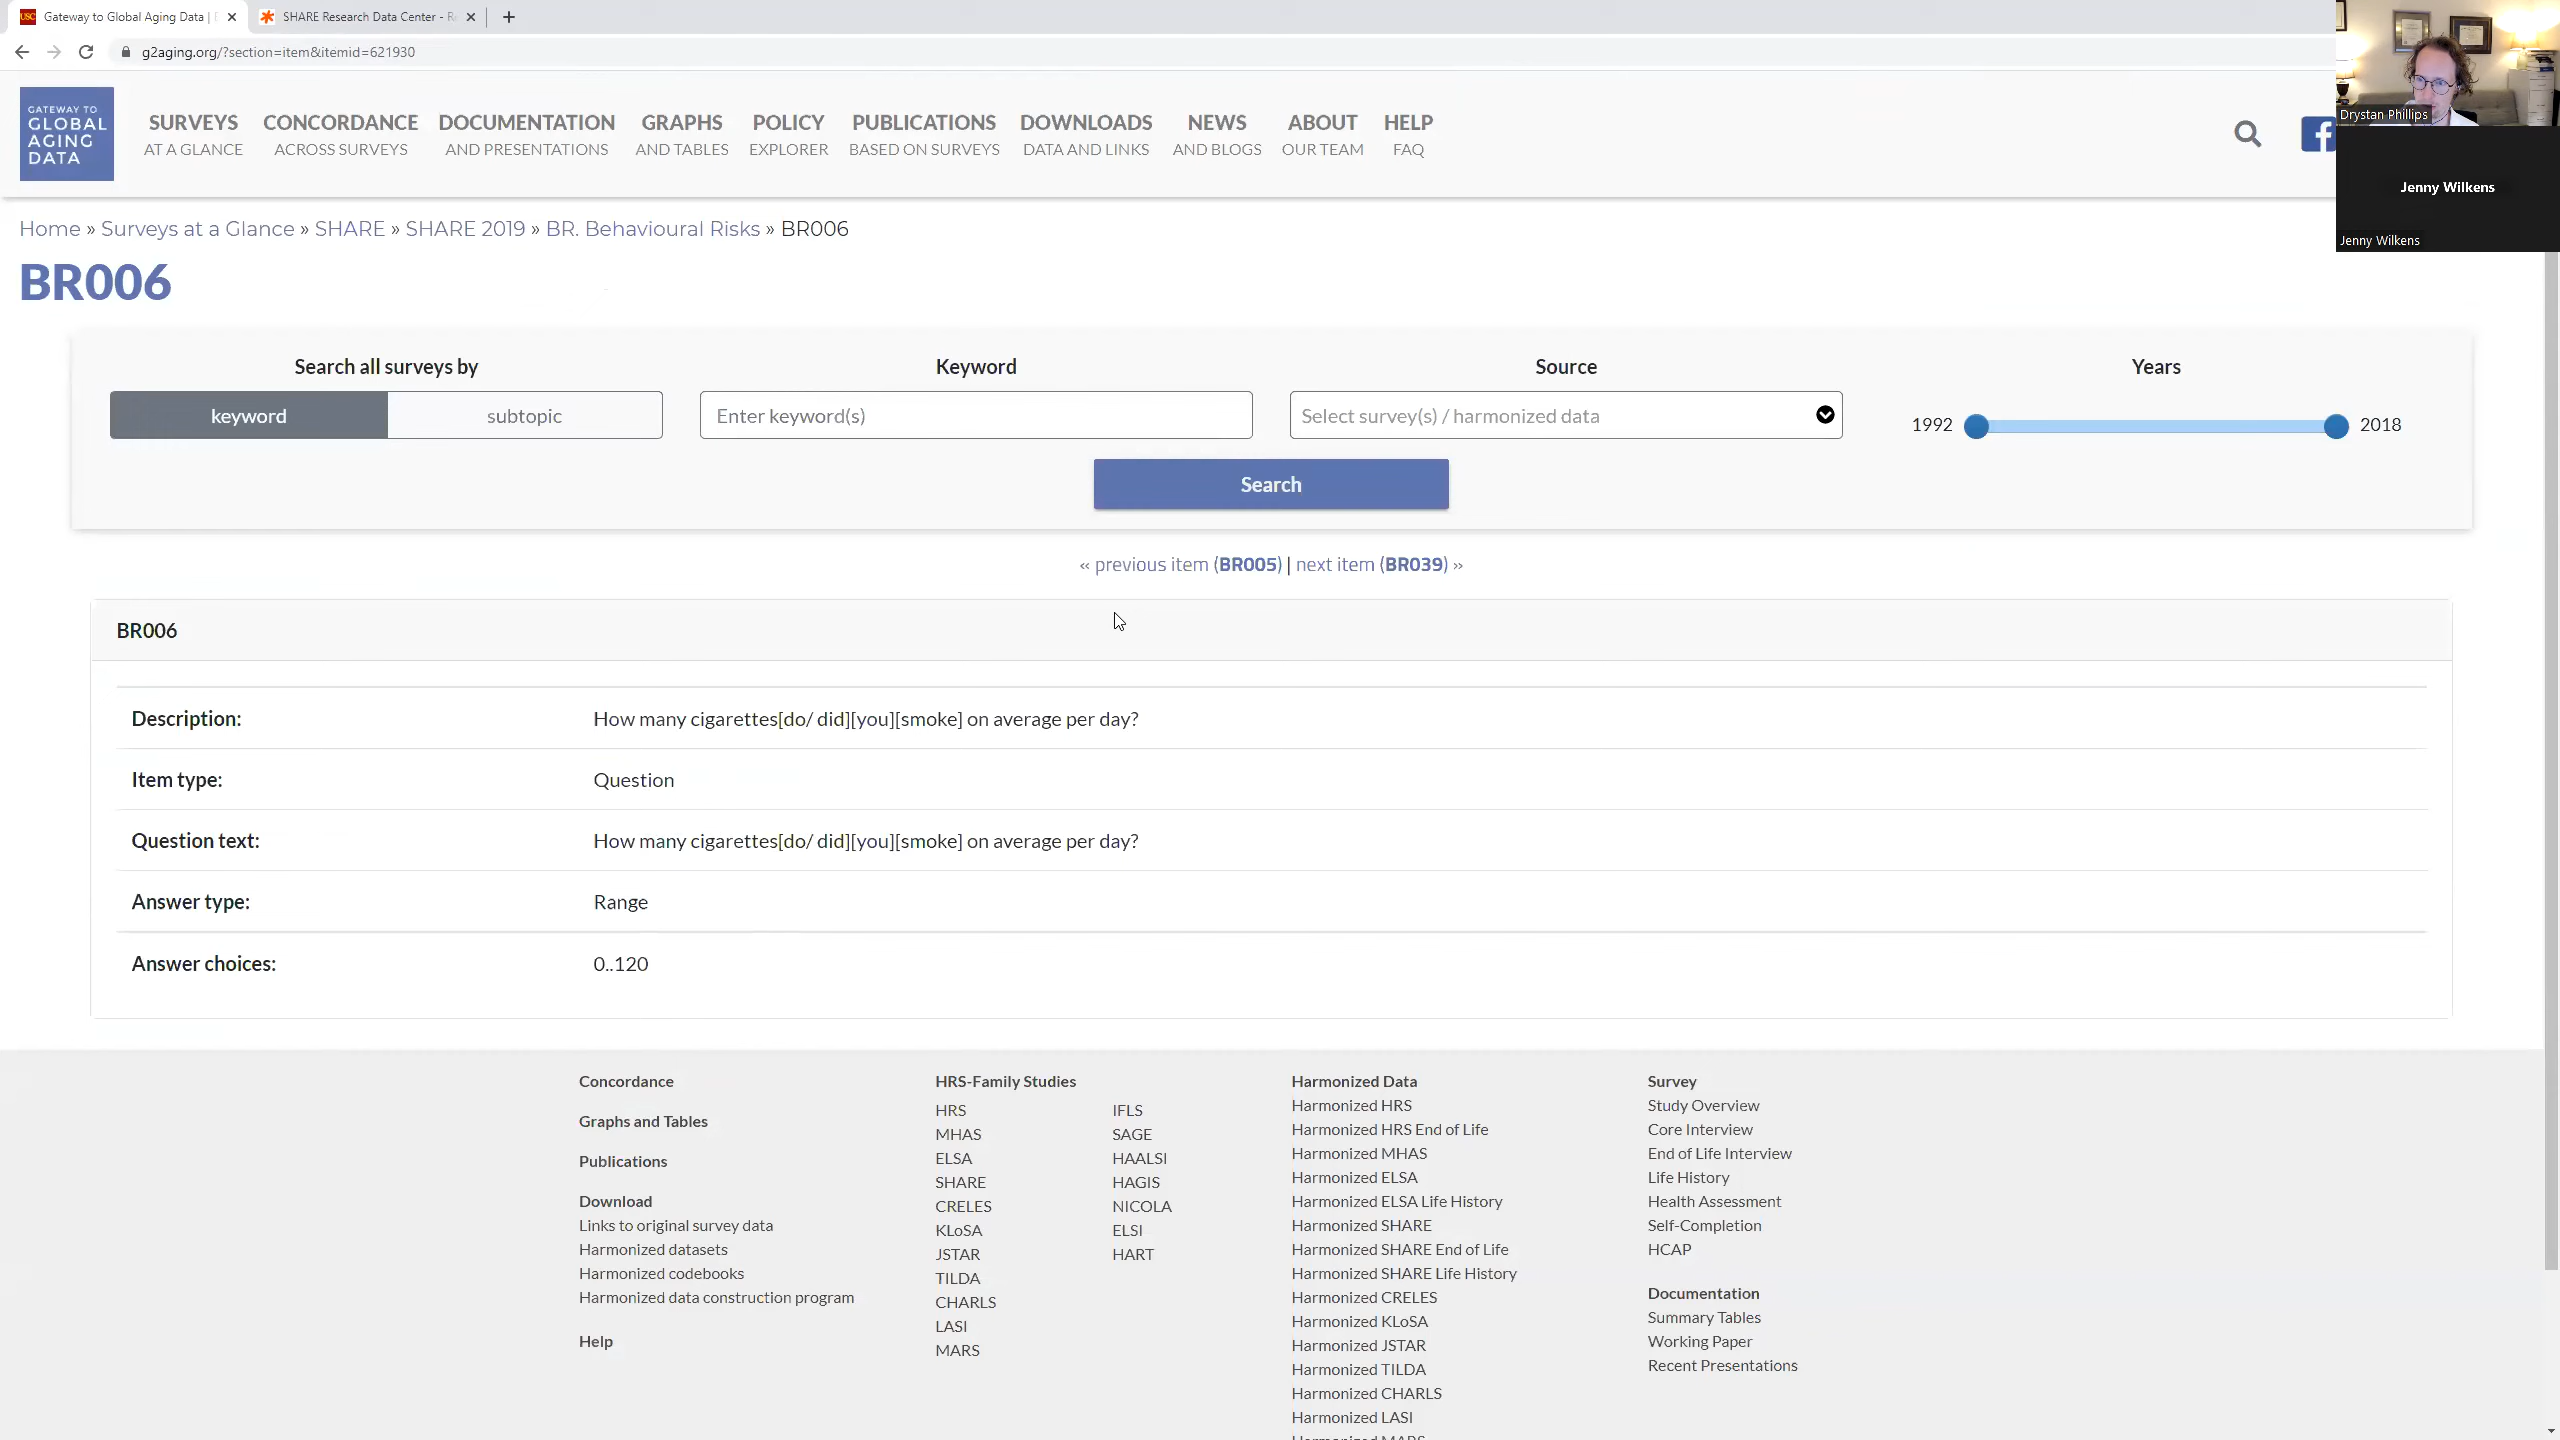 Gateway to Global Aging Data |
SHARE Research Data Center - R
g2aging.org/?section=item&itemid=621930
GATEWAY TO
GLOBAL
AGING
DATA
SURVEYS
AT A GLANCE
CONCORDANCE
ACROSS SURVEYS
DOCUMENTATION
AND PRESENTATIONS
GRAPHS
AND TABLES
POLICY
EXPLORER
PUBLICATIONS
BASED ON SURVEYS
DOWNLOADS
DATA AND LINKS
NEWS
AND BLOGS
ABOUT
OUR TEAM
HELP
FAQ
Drystan Phillips
Jenny Wilkens
Jenny Wilkens
Home » Surveys at a Glance » SHARE » SHARE 2019 » BR. Behavioural Risks » BR006
BR006
Search all surveys by
keyword
subtopic
Keyword
Enter keyword(s)
Source
Select survey(s) / harmonized data
Years
1992
2018
Search
« previous item (BR005) | next item (BR039) »
BR006
Description: How many cigarettes[do/ did][you][smoke] on average per day?
Item type: Question
Question text: How many cigarettes[do/ did][you][smoke] on average per day?
Answer type: Range
Answer choices: 0..120
Concordance
Graphs and Tables
Publications
Download
Links to original survey data
Harmonized datasets
Harmonized codebooks
Harmonized data construction program
Help
HRS-Family Studies
HRS
MHAS
ELSA
SHARE
CRELES
KLoSA
JSTAR
TILDA
CHARLS
LASI
MARS
IFLS
SAGE
HAALSI
HAGIS
NICOLA
ELSI
HART
Harmonized Data
Harmonized HRS
Harmonized HRS End of Life
Harmonized MHAS
Harmonized ELSA
Harmonized ELSA Life History
Harmonized SHARE
Harmonized SHARE End of Life
Harmonized SHARE Life History
Harmonized CRELES
Harmonized KLoSA
Harmonized JSTAR
Harmonized TILDA
Harmonized CHARLS
Harmonized LASI
Survey
Study Overview
Core Interview
End of Life Interview
Life History
Health Assessment
Self-Completion
HCAP
Documentation
Summary Tables
Working Paper
Recent Presentations